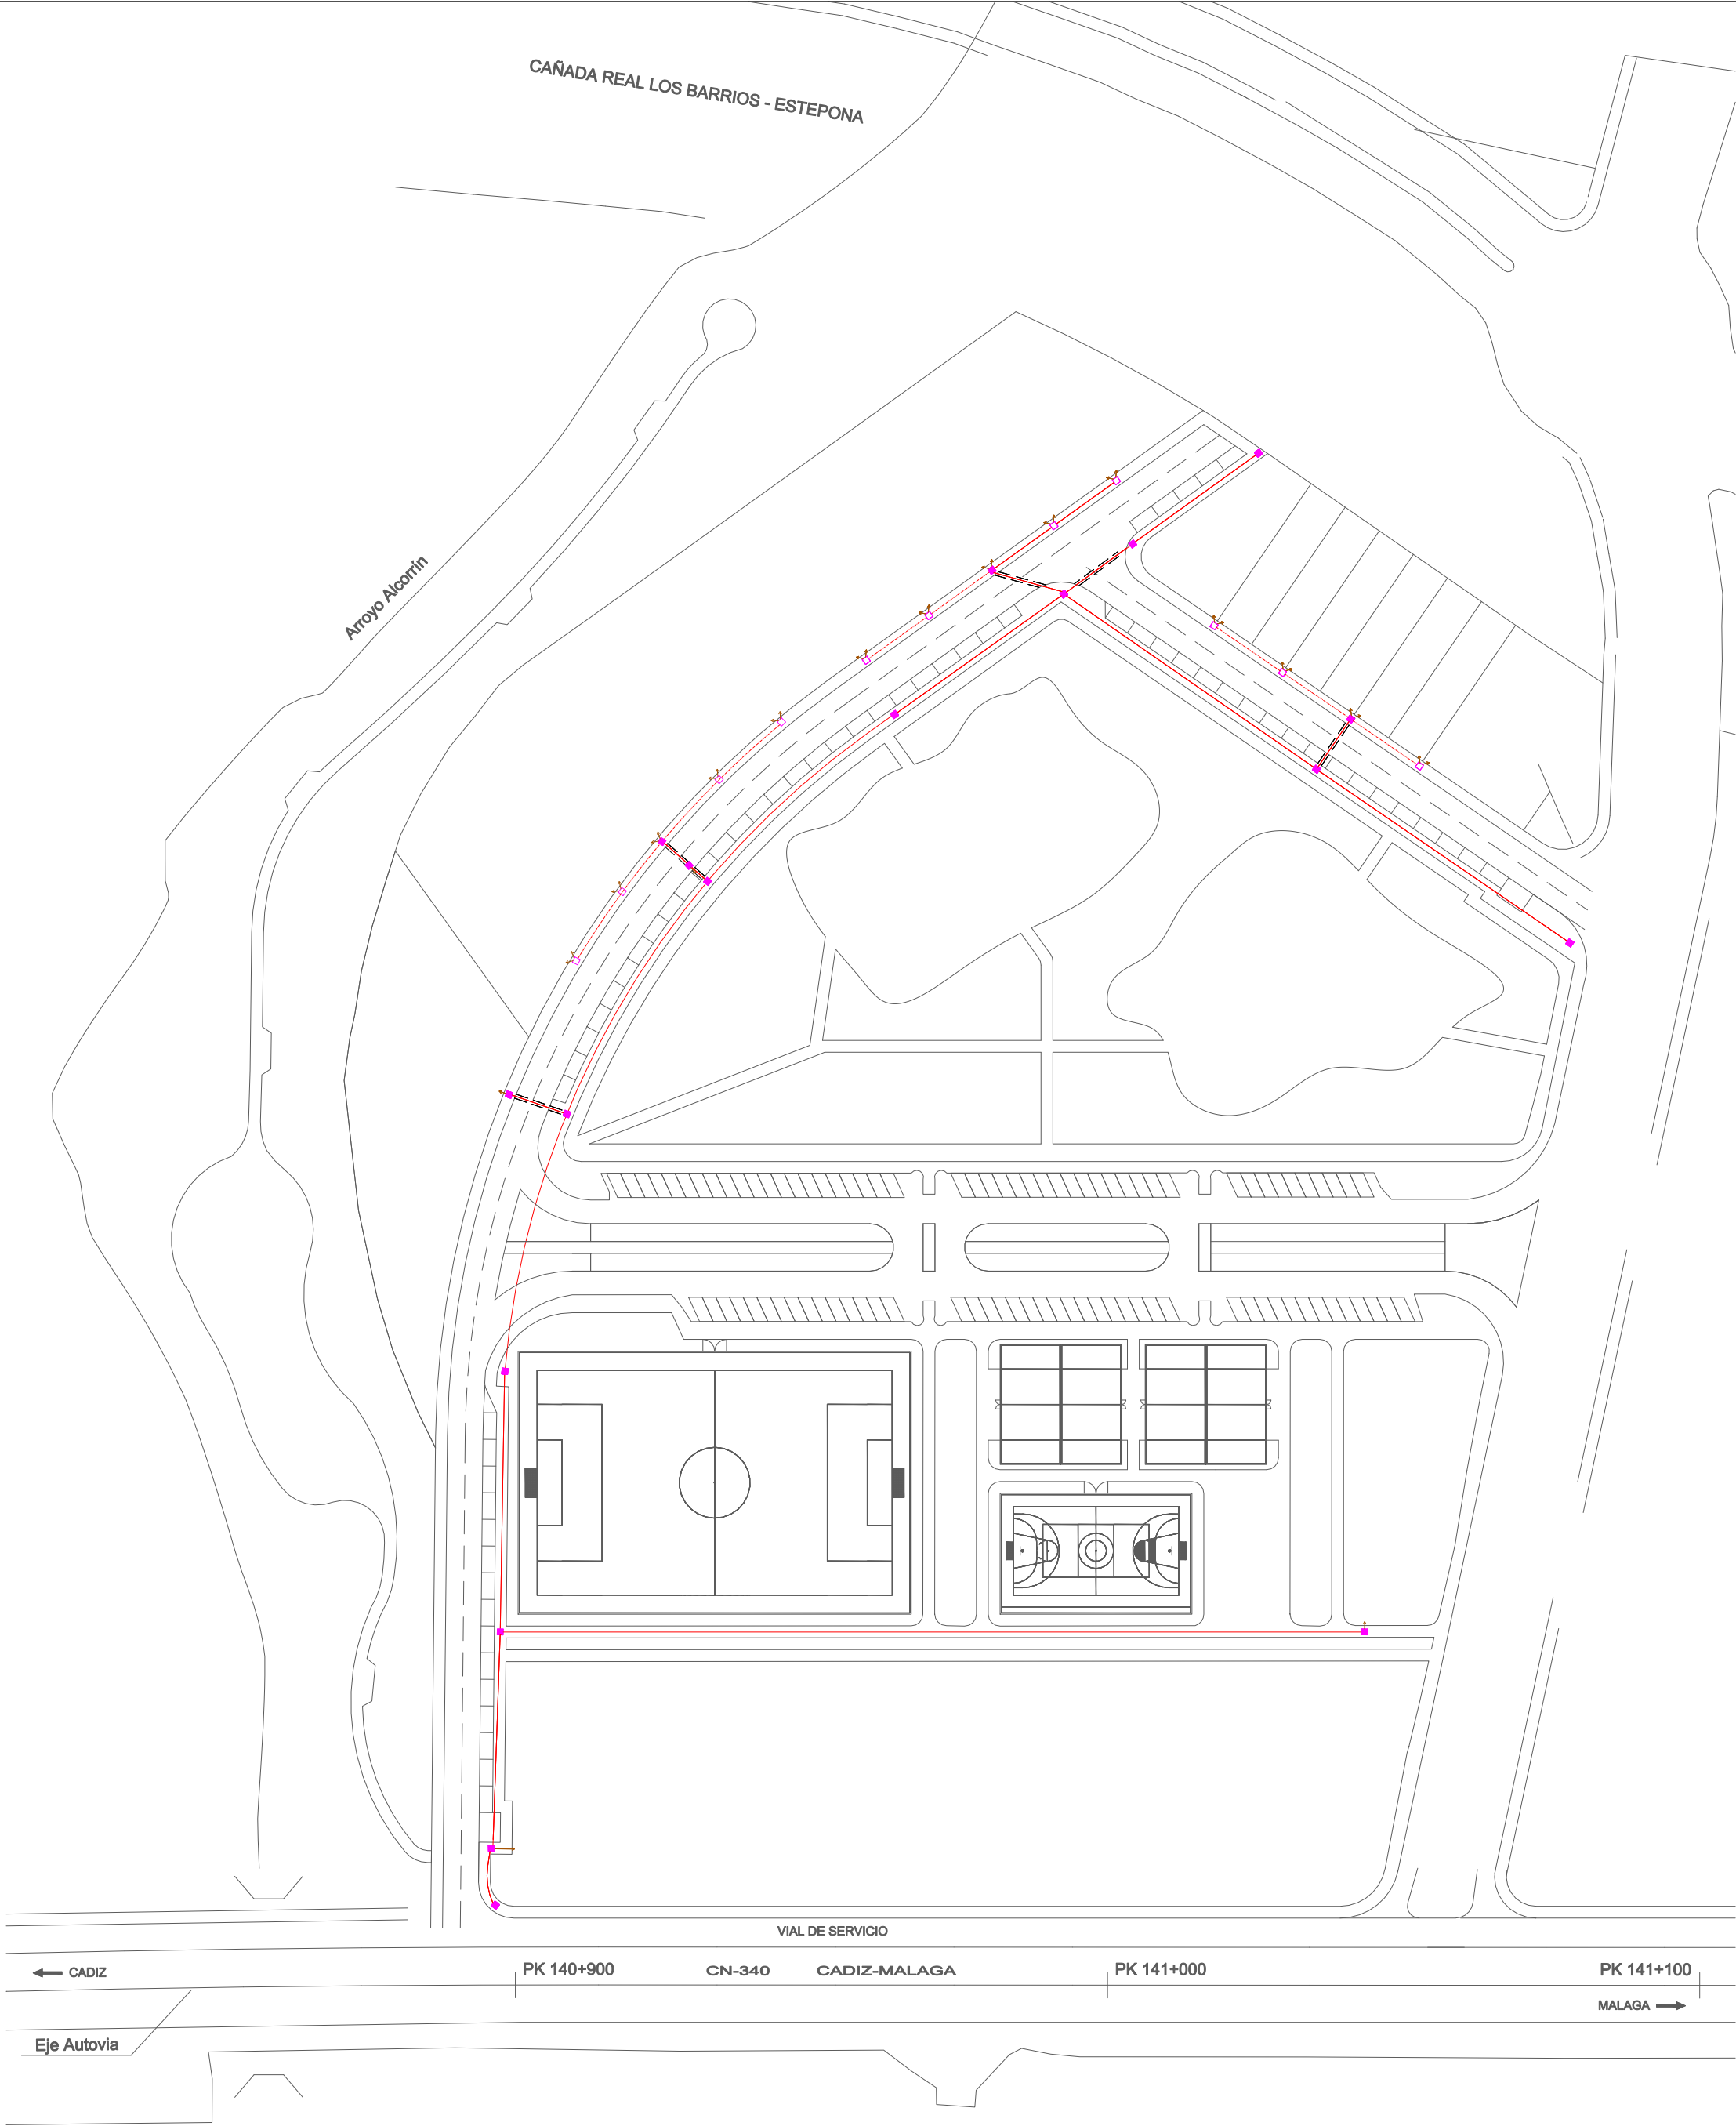 CAÑADA REAL LOS BARRIOS - ESTEPONA
Arroyo Alcorrín
VIAL DE SERVICIO
CADIZ
PK 140+900
CN-340 CADIZ-MALAGA
PK 141+000
PK 141+100
MALAGA
Eje Autovia